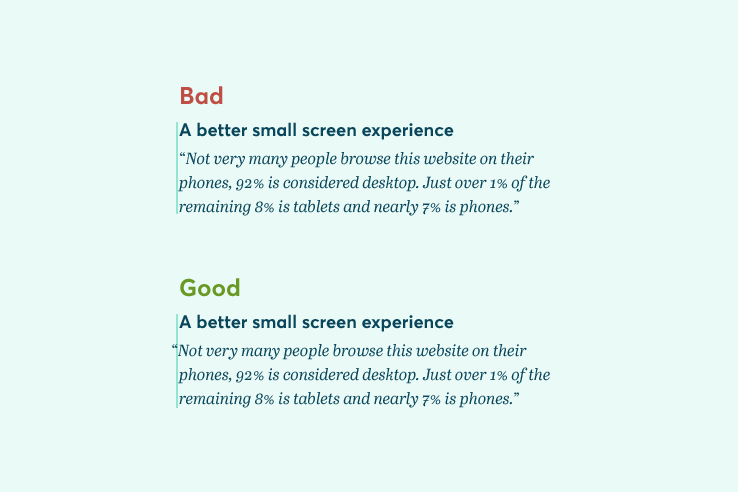 Bad
A better small screen experience
“Not very many people browse this website on their
phones, 92% is considered desktop. Just over 1% of the
remaining 8% is tablets and nearly 7% is phones.”
Good
A better small screen experience
“Not very many people browse this website on their
phones, 92% is considered desktop. Just over 1% of the
remaining 8% is tablets and nearly 7% is phones.”